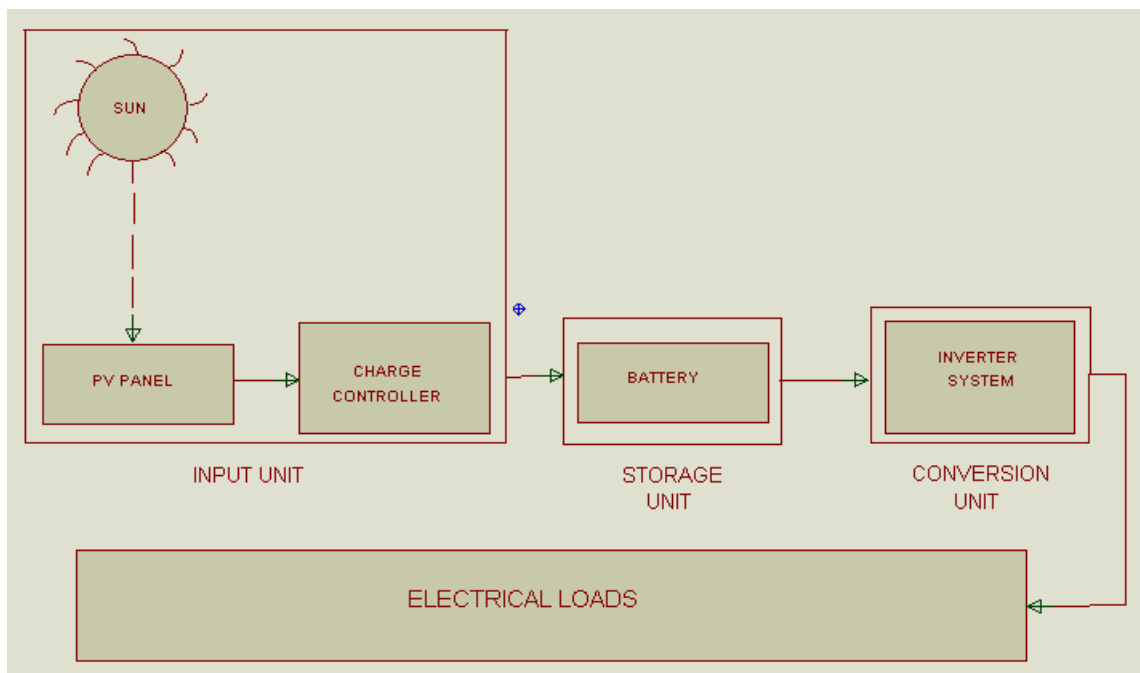 SUN
PV PANEL
CHARGE
CONTROLLER
BATTERY
INVERTER
SYSTEM
INPUT UNIT
STORAGE
UNIT
CONVERSION
UNIT
ELECTRICAL LOADS